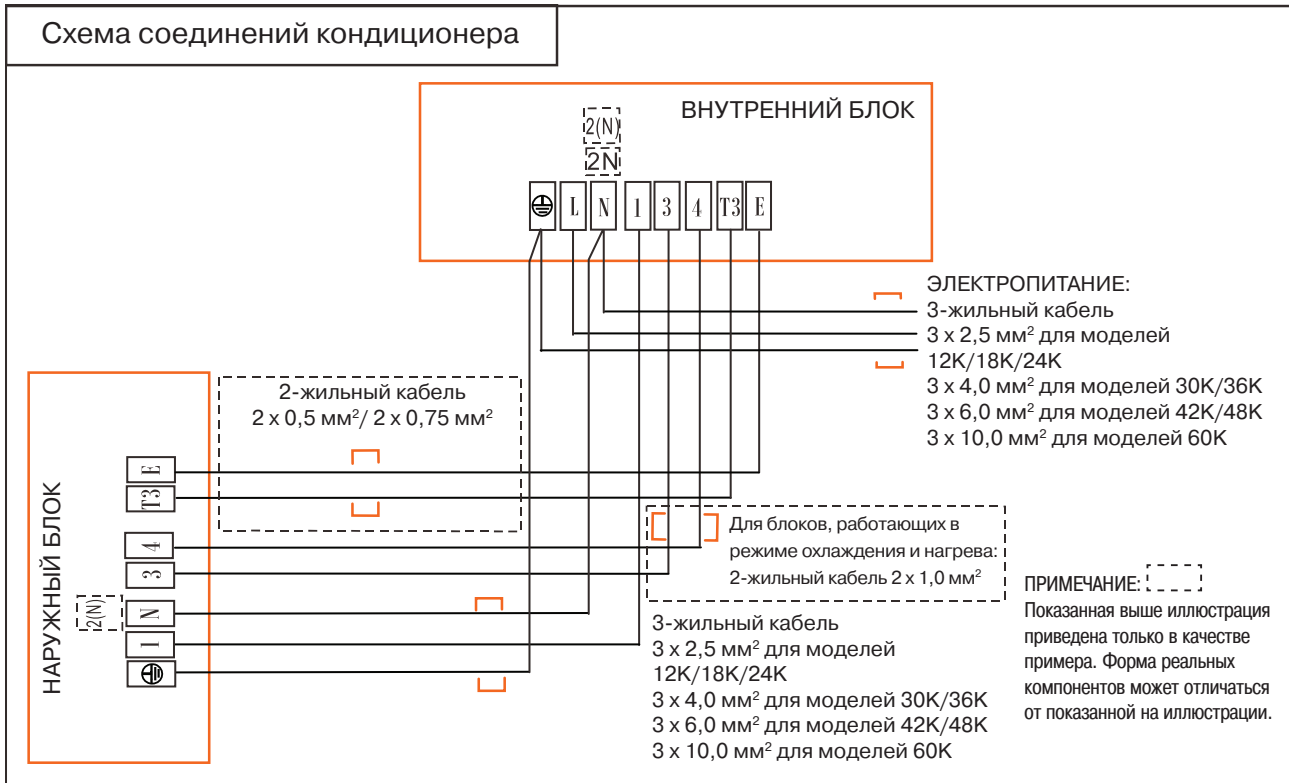 Схема соединений кондиционера
ВНУТРЕННИЙ БЛОК
2(N)
2N
L N 1 3 4 T3 E
ЭЛЕКТРОПИТАНИЕ:
3-жильный кабель
3 x 2,5 мм² для моделей
12K/18K/24K
3 x 4,0 мм² для моделей 30K/36K
3 x 6,0 мм² для моделей 42K/48K
3 x 10,0 мм² для моделей 60K
2-жильный кабель
2 x 0,5 мм²/ 2 x 0,75 мм²
НАРУЖНЫЙ БЛОК
E
T3
4
3
2(N)
N
1
Для блоков, работающих в
режиме охлаждения и нагрева:
2-жильный кабель 2 x 1,0 мм²
3-жильный кабель
3 x 2,5 мм² для моделей
12K/18K/24K
3 x 4,0 мм² для моделей 30K/36K
3 x 6,0 мм² для моделей 42K/48K
3 x 10,0 мм² для моделей 60K
ПРИМЕЧАНИЕ:
Показанная выше иллюстрация
приведена только в качестве
примера. Форма реальных
компонентов может отличаться
от показанной на иллюстрации.